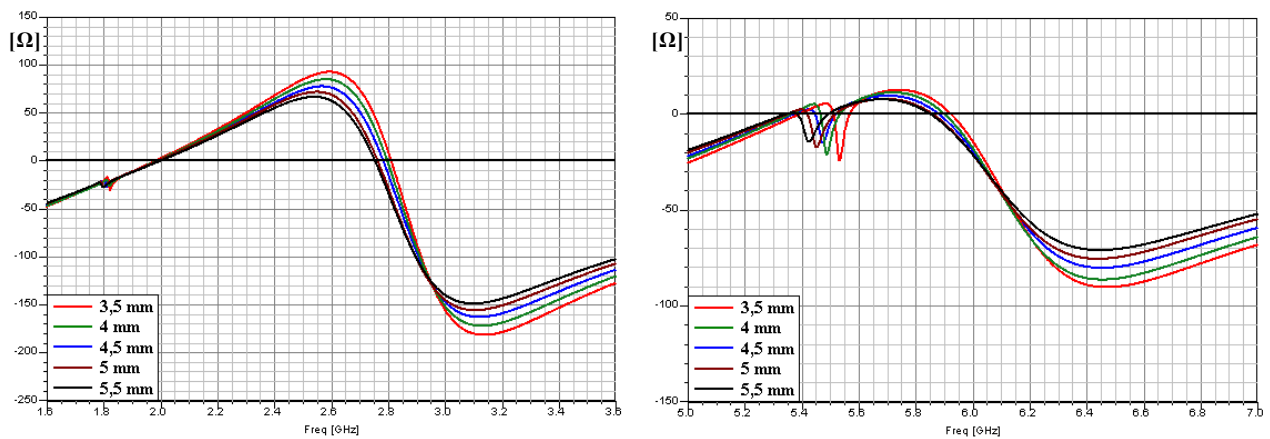 150
[Ω]
100
50
0
-50
-100
-150
-200
-250
3,5 mm
4 mm
4,5 mm
5 mm
5,5 mm
1.6 1.8 2.0 2.2 2.4 2.6 2.8 3.0 3.2 3.4 3.6
Freq [GHz]
50
[Ω]
0
-50
-100
-150
3,5 mm
4 mm
4,5 mm
5 mm
5,5 mm
5.0 5.2 5.4 5.6 5.8 6.0 6.2 6.4 6.6 6.8 7.0
Freq [GHz]